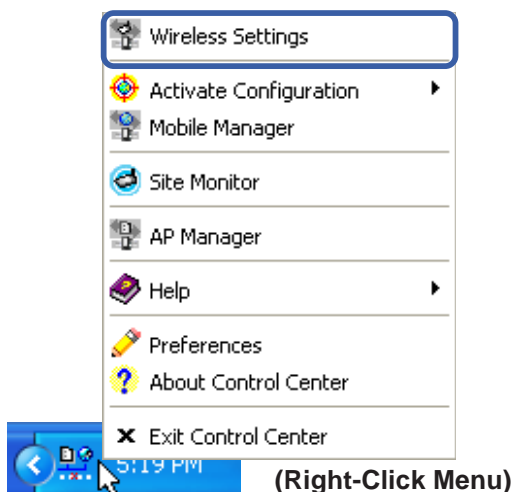 Wireless Settings
Activate Configuration
Mobile Manager
Site Monitor
AP Manager
Help
Preferences
About Control Center
Exit Control Center
5:19 PM
(Right-Click Menu)